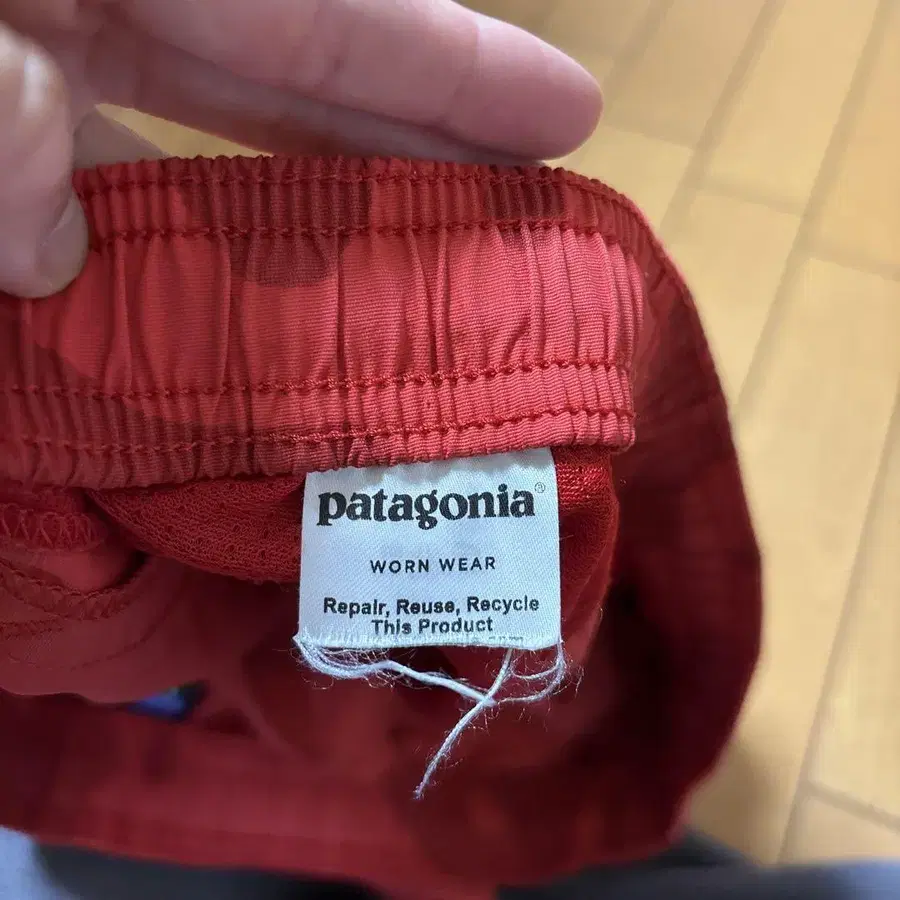 patagonia®
WORN WEAR
Repair, Reuse, Recycle
This Product